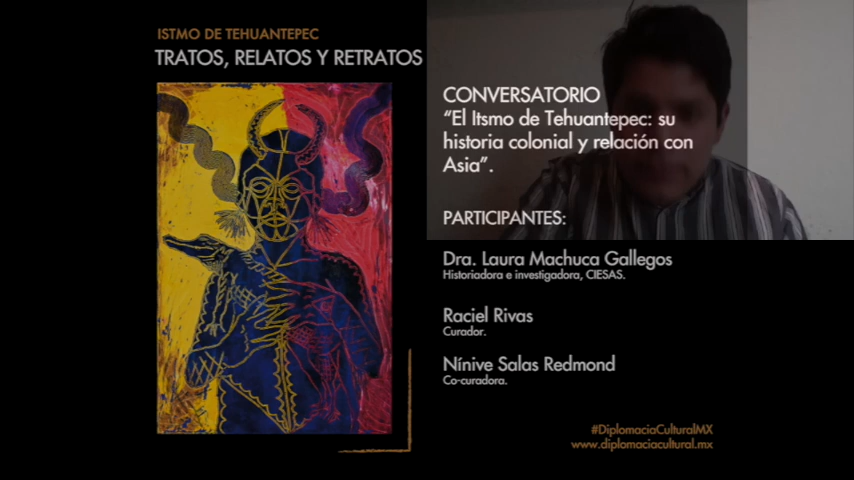 ISTMO DE TEHUANTEPEC
TRATOS, RELATOS Y RETRATOS
CONVERSATORIO
“El Itsmo de Tehuantepec: su
historia colonial y relación con
Asia”.
PARTICIPANTES:
Dra. Laura Machuca Gallegos
Historiadora e investigadora, CIESAS.
Raciel Rivas
Curador.
Nínive Salas Redmond
Co-curadora.
#DiplomaciaCulturalMX
www.diplomaciacultural.mx